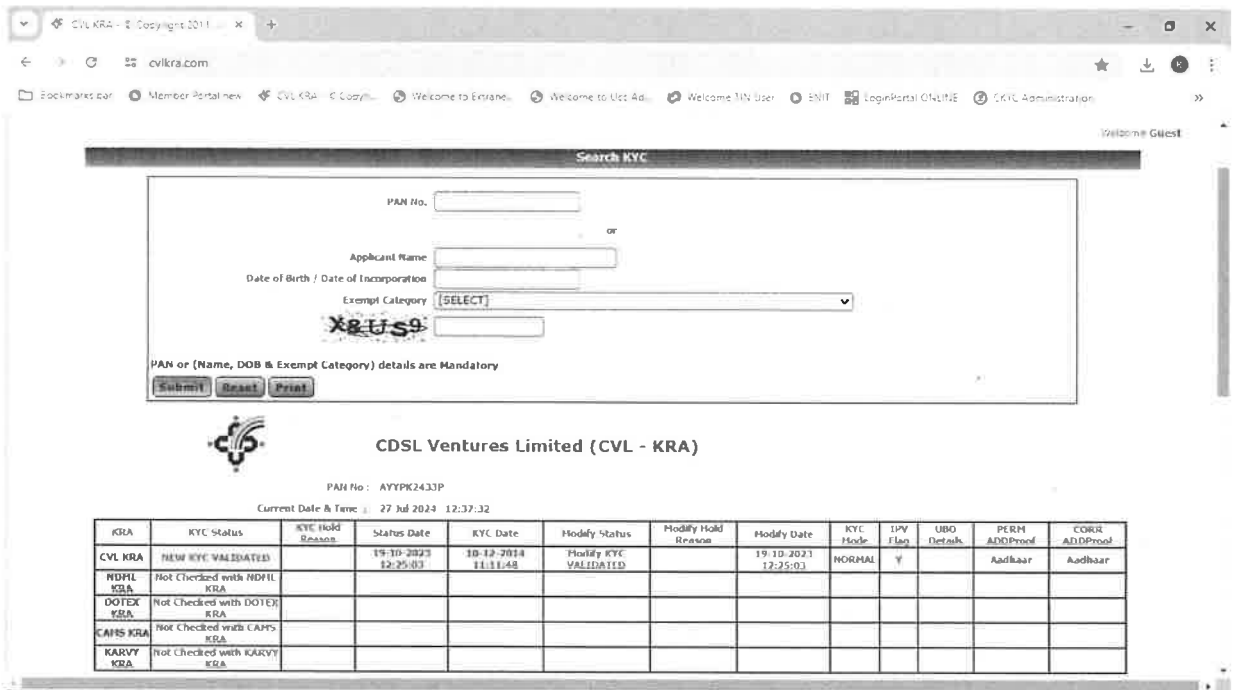 CVL KRA - © Copyright 2011 ...
cvlkra.com
Bookmarks bar Member Portal new CVL KRA © Copyri... Welcome to Extrane... Welcome to Welcome TIN User ENIT LoginPortal ONLINE CKYC Administration
Welcome Guest
Search KYC
PAN No.
or
Applicant Name
Date of Birth / Date of Incorporation
Exempt Category [SELECT]
X8US9
PAN or (Name, DOB & Exempt Category) details are Mandatory
Submit Reset Print
CDSL Ventures Limited (CVL - KRA)
PAN No : AYYPK2433P
Current Date & Time : 27 Jul 2024 12:37:32
KRA KYC Status KYC Hold Reason Status Date KYC Date Modify Status Modify Hold Reason Modify Date KYC Mode IPV Flag UBO Details PERM ADDProof CORR ADDProof
CVL KRA NEW KYC VALIDATED 19-10-2023 12:25:03 10-12-2014 11:11:48 Modify KYC VALIDATED 19-10-2023 12:25:03 NORMAL Y Aadhaar Aadhaar
NDML KRA Not Checked with NDML KRA
DOTEX KRA Not Checked with DOTEX KRA
CAMS KRA Not Checked with CAMS KRA
KARVY KRA Not Checked with KARVY KRA